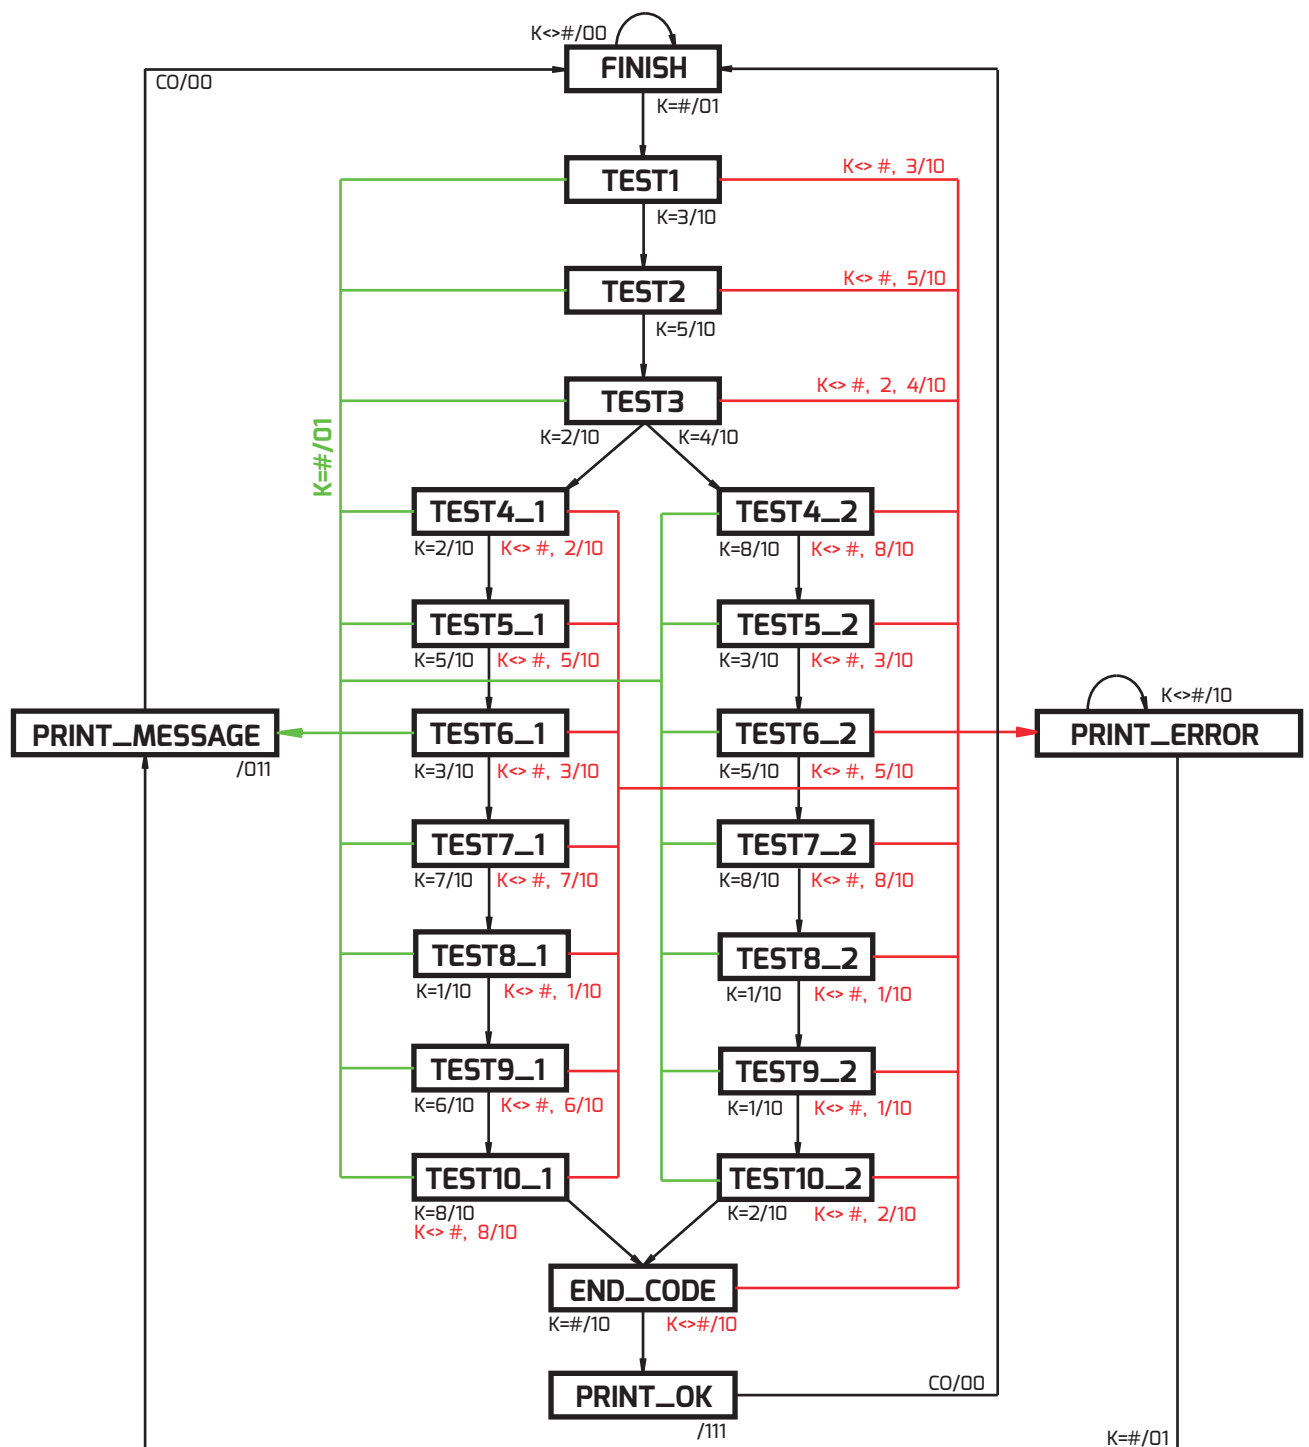 K<>#/00
FINISH
CO/00
K=#/01
TEST1
K<> #, 3/10
K=3/10
TEST2
K<> #, 5/10
K=5/10
TEST3
K<> #, 2, 4/10
K=2/10
K=4/10
K=#/01
TEST4_1
TEST4_2
K=2/10
K<> #, 2/10
K=8/10
K<> #, 8/10
TEST5_1
TEST5_2
K=5/10
K<> #, 5/10
K=3/10
K<> #, 3/10
K<>#/10
PRINT_MESSAGE
TEST6_1
TEST6_2
PRINT_ERROR
/011
K=3/10
K<> #, 3/10
K=5/10
K<> #, 5/10
TEST7_1
TEST7_2
K=7/10
K<> #, 7/10
K=8/10
K<> #, 8/10
TEST8_1
TEST8_2
K=1/10
K<> #, 1/10
K=1/10
K<> #, 1/10
TEST9_1
TEST9_2
K=6/10
K<> #, 6/10
K=1/10
K<> #, 1/10
TEST10_1
TEST10_2
K=8/10
K<> #, 8/10
K=2/10
K<> #, 2/10
END_CODE
K=#/10
K<>#/10
PRINT_OK
CO/00
/111
K=#/01